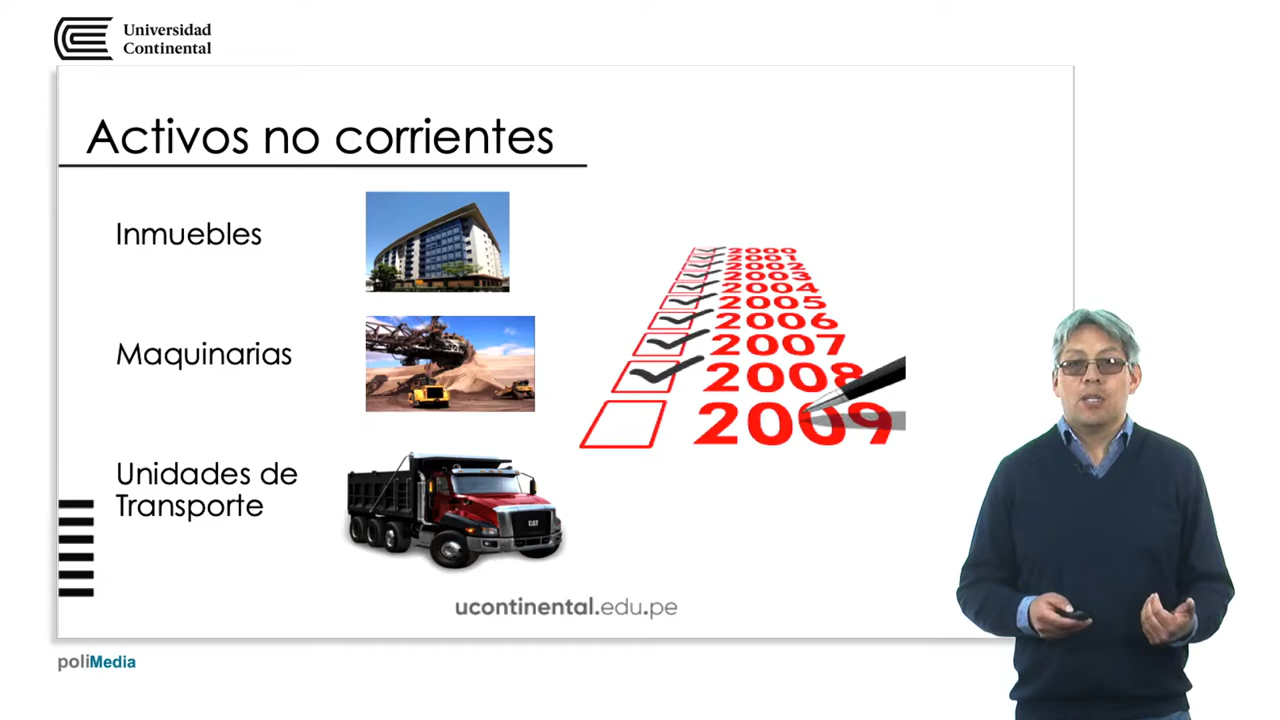 Universidad
Continental
Activos no corrientes
Inmuebles
Maquinarias
Unidades de
Transporte
2000
2001
2002
2003
2004
2005
2006
2007
2008
2009
CAT
ucontinental.edu.pe
poliMedia